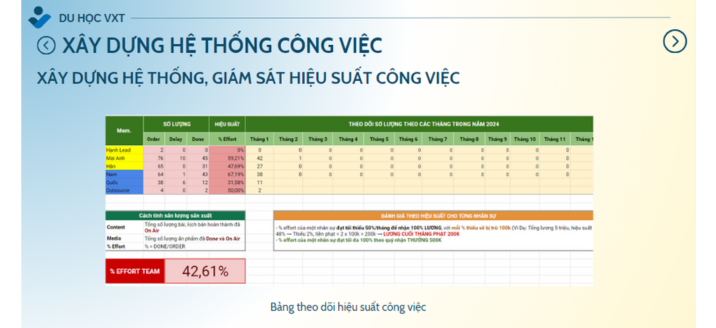 DU HỌC VXT
XÂY DỰNG HỆ THỐNG CÔNG VIỆC
XÂY DỰNG HỆ THỐNG, GIÁM SÁT HIỆU SUẤT CÔNG VIỆC
Mem. SỐ LƯỢNG HIỆU SUẤT THEO DÕI SỐ LƯỢNG THEO CÁC THÁNG TRONG NĂM 2024
Order Delay Done % Effort Tháng 1 Tháng 2 Tháng 3 Tháng 4 Tháng 5 Tháng 6 Tháng 7 Tháng 8 Tháng 9 Tháng 10 Tháng 11 Tháng
Hạnh Lead 2 0 0 0% 0 0 0 0 0 0 0 0 0 0 0
Mai Anh 76 10 45 59,21% 42 1 0 0 0 0 0 0 0 0 0
Hân 65 0 31 47,69% 27 0 0 0 0 0 0 0 0 0 0
Nam 64 1 43 67,19% 38 0 0 0 0 0 0 0 0 0 0
Quốc 38 6 12 31,58% 11
Outsource 4 0 2 50,00% 2
Cách tính sản lượng sản xuất
Content Tổng số lượng bài, kịch bản hoàn thành đã On Air
Media Tổng số lượng ấn phẩm đã Done và On Air
% Effort % = DONE/ORDER
ĐÁNH GIÁ THEO HIỆU SUẤT CHO TỪNG NHÂN SỰ
- % effort của một nhân sự đạt tối thiểu 50%/tháng để nhận 100% LƯƠNG, với mỗi % thiếu sẽ bị trừ 100k (Ví Dụ: Tổng lương 5 triệu, hiệu suất
48% → Thiếu 2%, tiền phạt = 2 x 100k = 200k → LƯƠNG CUỐI THÁNG PHẠT 200K
- % effort của một nhân sự đạt tối đa 100% theo quý nhận THƯỞNG 500K
% EFFORT TEAM 42,61%
Bảng theo dõi hiệu suất công việc